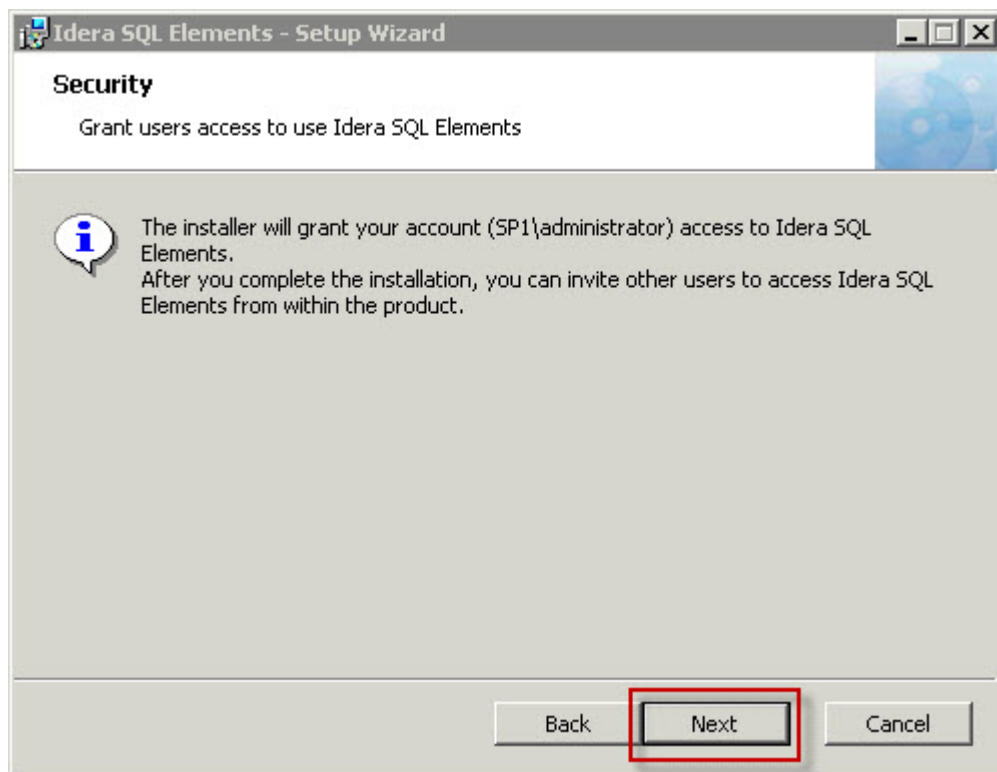 Idera SQL Elements - Setup Wizard
Security
Grant users access to use Idera SQL Elements
The installer will grant your account (SP1\administrator) access to Idera SQL
Elements.
After you complete the installation, you can invite other users to access Idera SQL
Elements from within the product.
Back Next Cancel